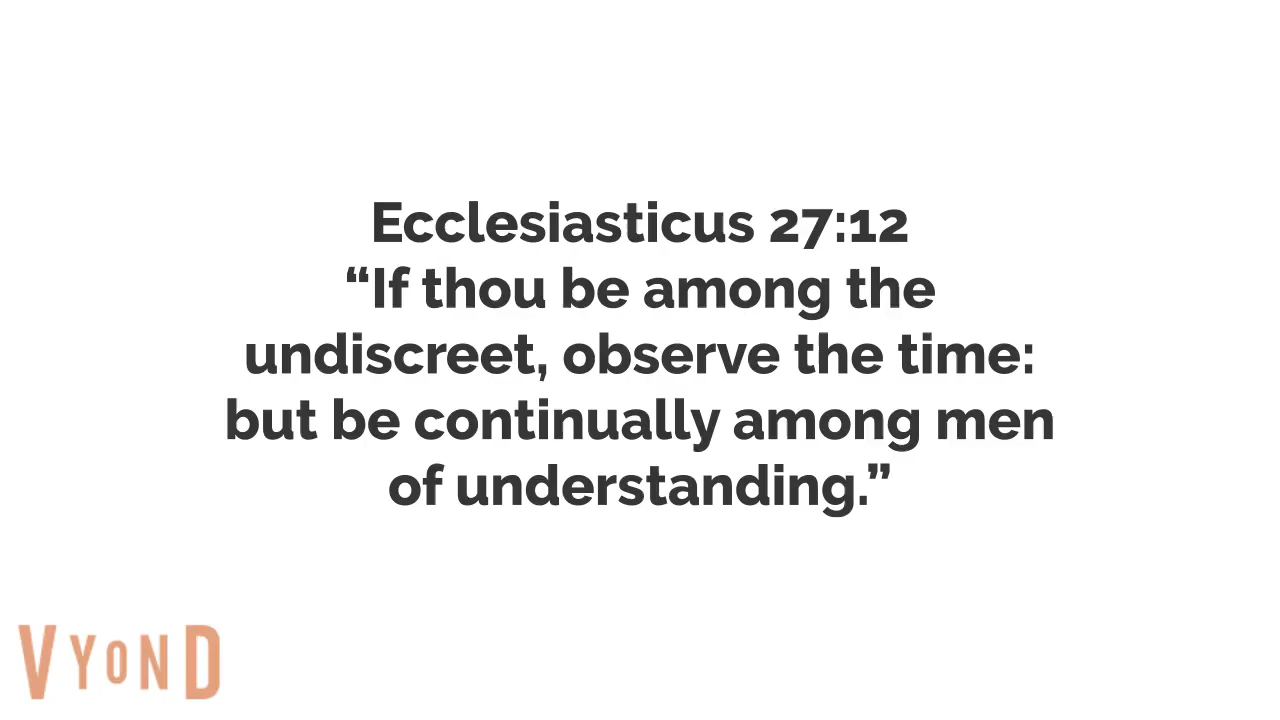 Ecclesiasticus 27:12
“If thou be among the
undiscreet, observe the time:
but be continually among men
of understanding.”
VYOND